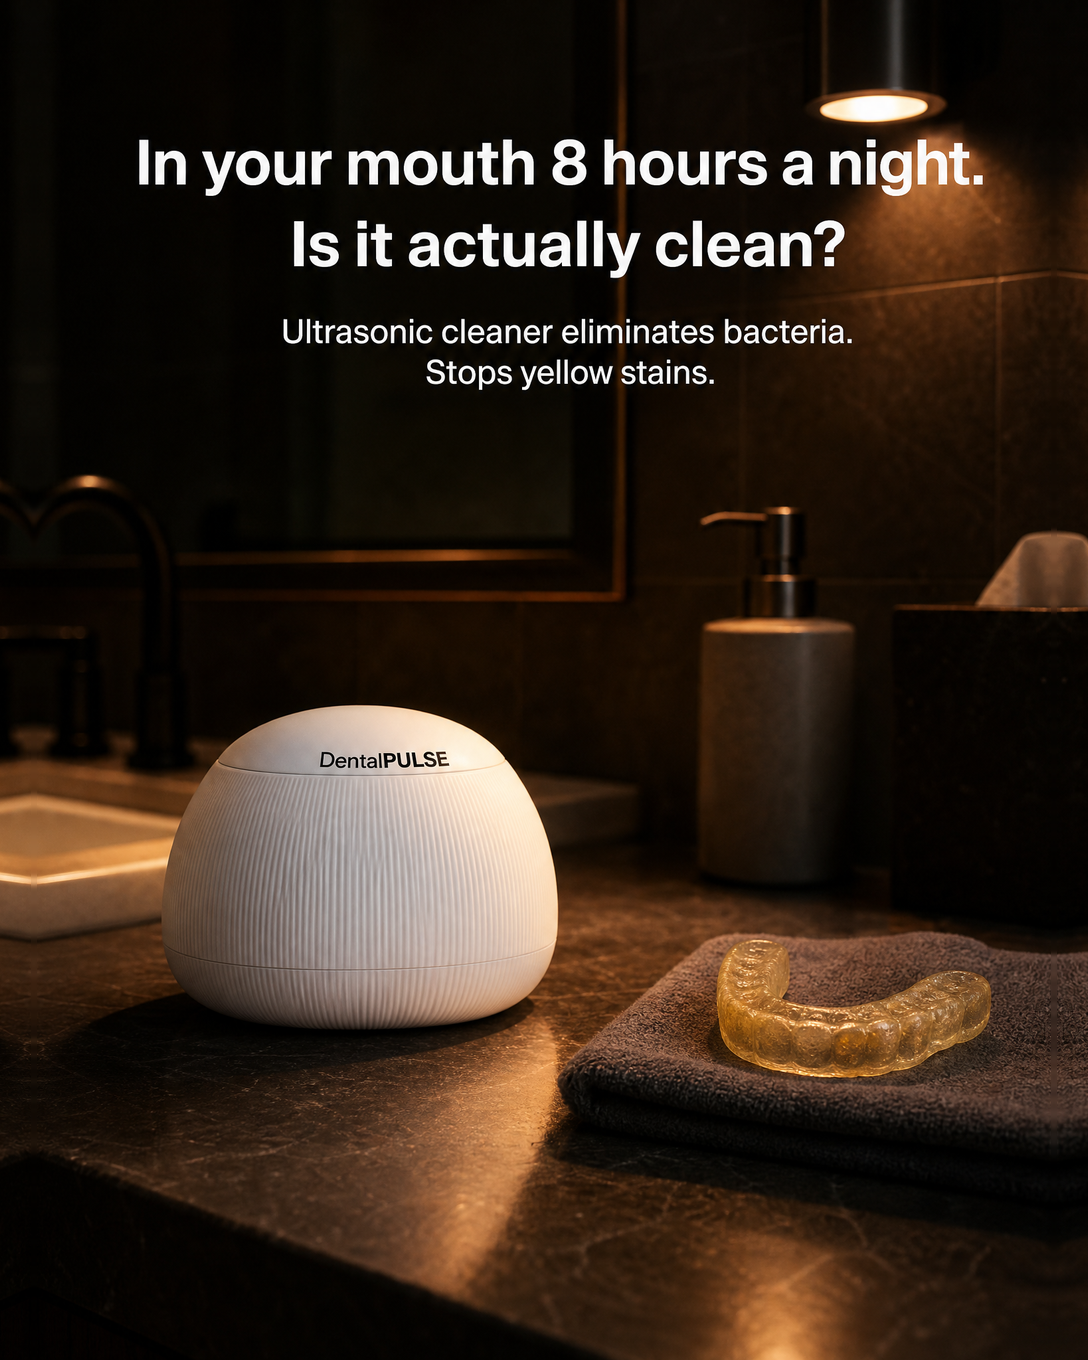 In your mouth 8 hours a night.
Is it actually clean?
Ultrasonic cleaner eliminates bacteria.
Stops yellow stains.
DentalPULSE